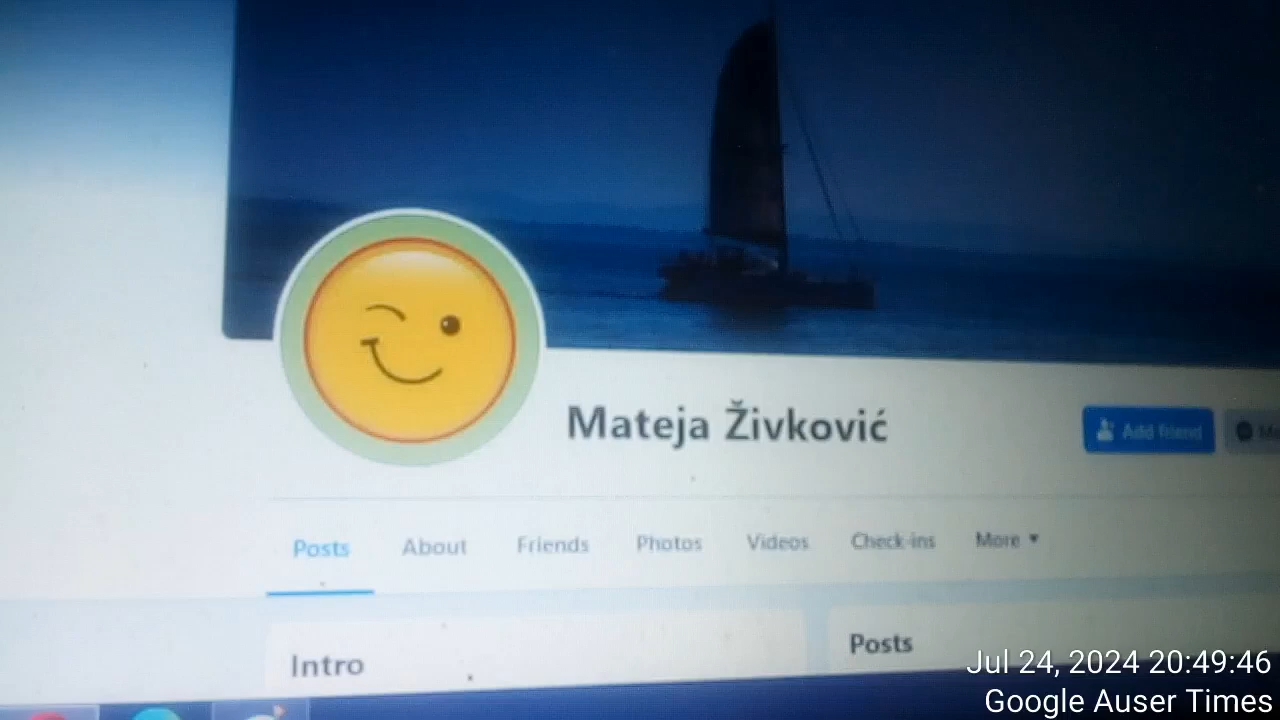 Mateja Živković
Add friend
Posts
About
Friends
Photos
Videos
Check-ins
More
Intro
Posts
Jul 24, 2024 20:49:46
Google Auser Times